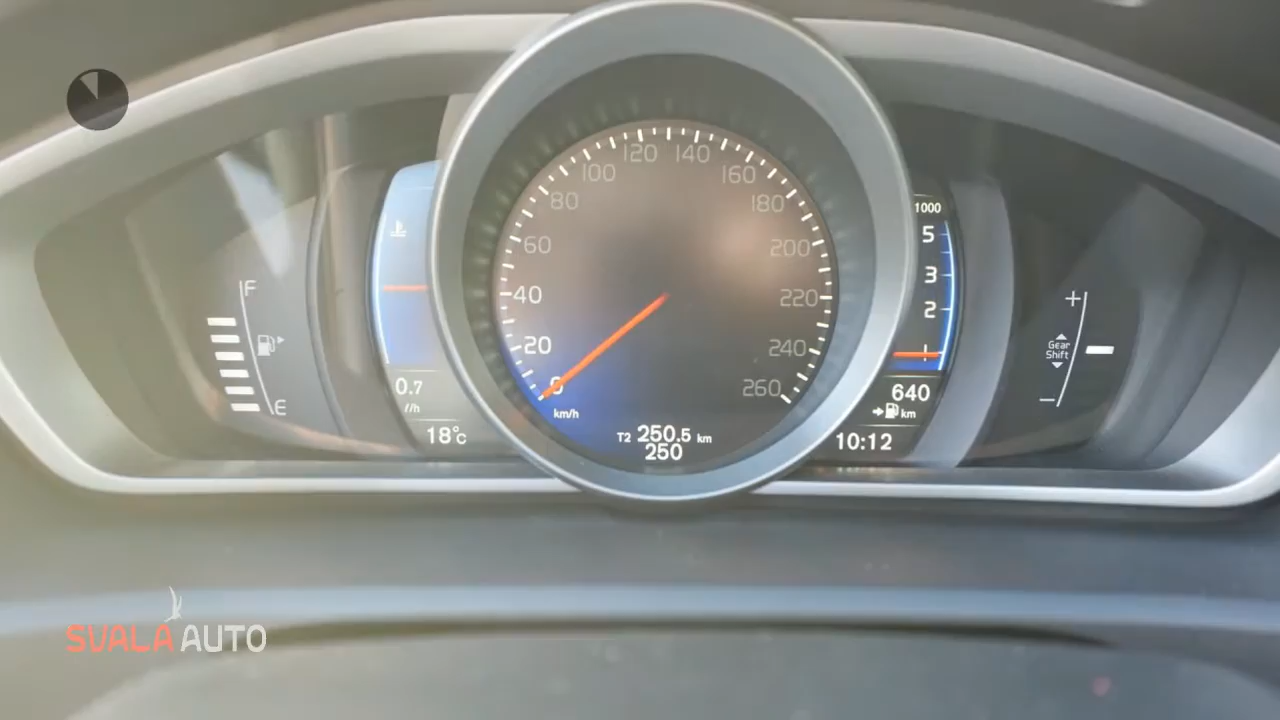 F
E
0.7
l/h
18°c
0
20
40
60
80
100
120
140
160
180
200
220
240
260
km/h
T2 250.5 km
250
1000
5
3
2
1
640
km
10:12
+
Gear
Shift
−
SVALA AUTO